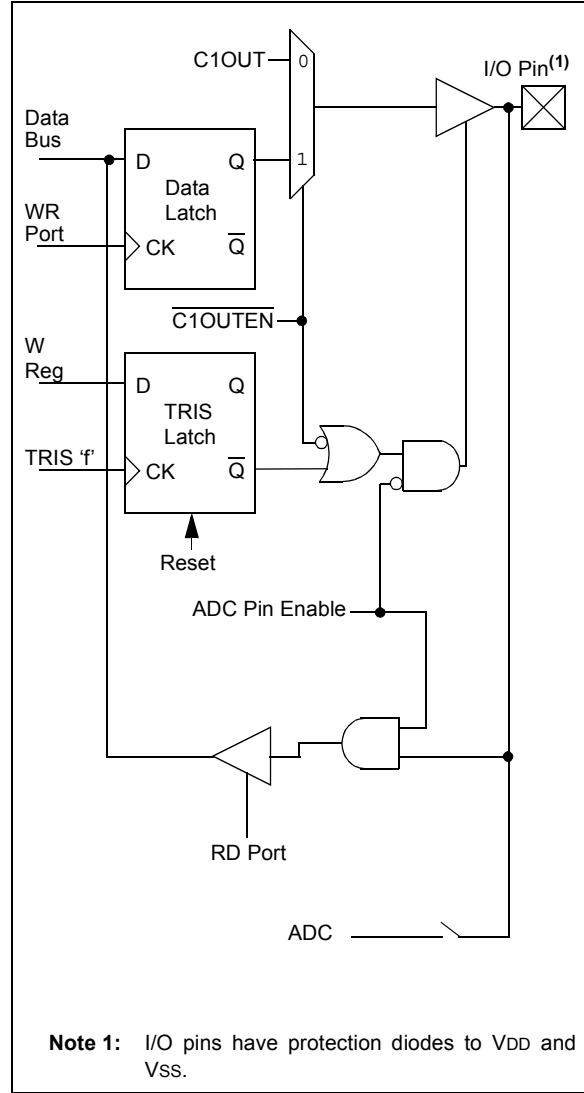 C1OUT
0
I/O Pin(1)
Data
Bus
D
Q
1
Data
Latch
WR
Port
CK
Q̅
C̅1̅O̅U̅T̅E̅N̅
W
Reg
D
Q
TRIS
Latch
TRIS ‘f’
CK
Q̅
Reset
ADC Pin Enable
RD Port
ADC
Note 1: I/O pins have protection diodes to VDD and
VSS.